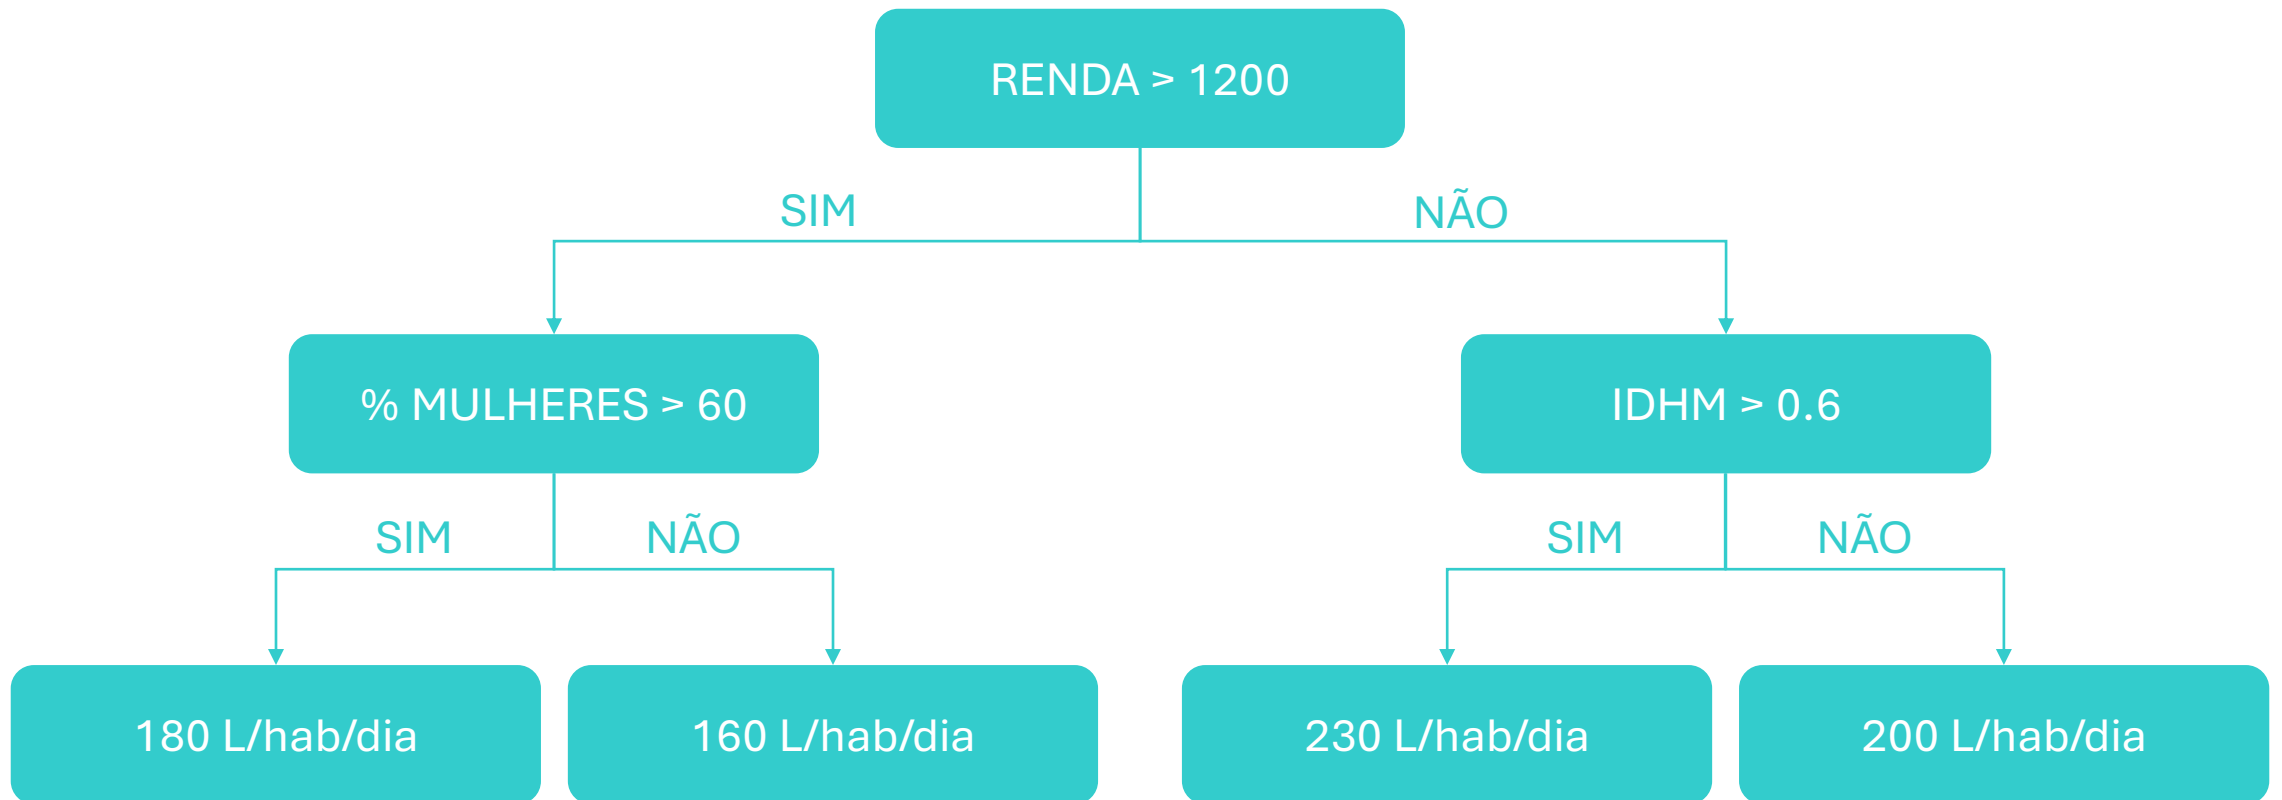 RENDA > 1200
SIM
NÃO
% MULHERES > 60
IDHM > 0.6
SIM
NÃO
SIM
NÃO
180 L/hab/dia
160 L/hab/dia
230 L/hab/dia
200 L/hab/dia